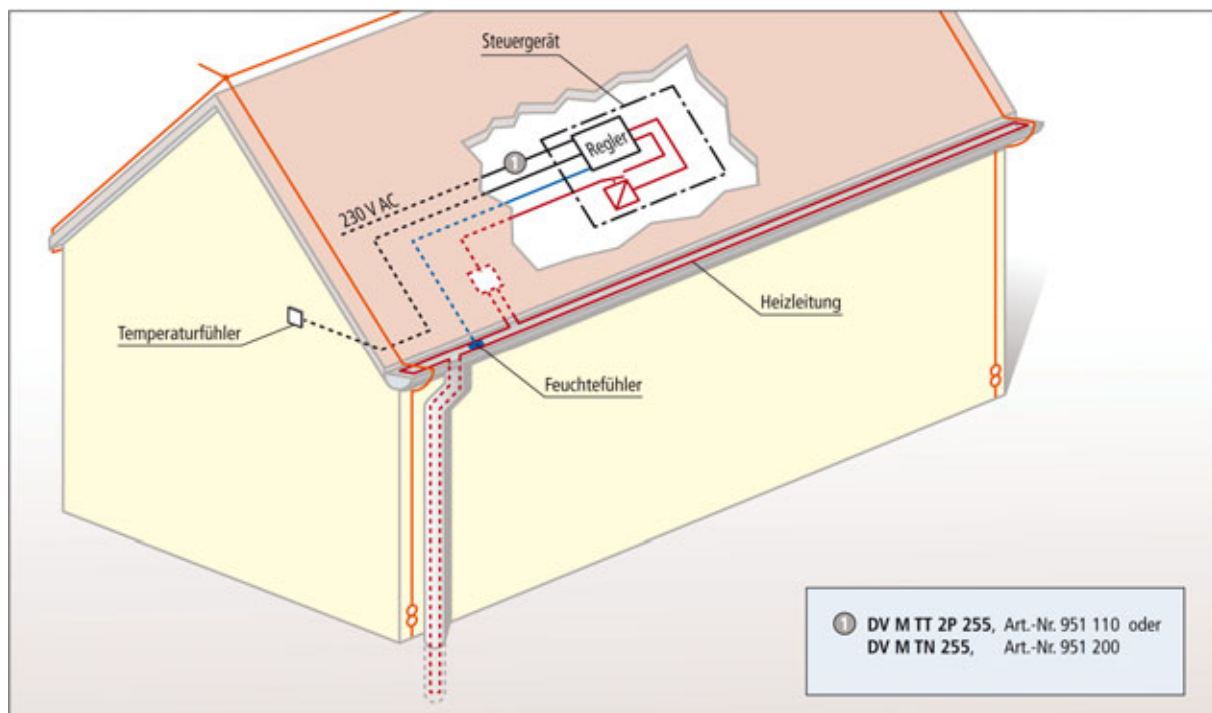 Steuergerät
Regler
1
230 V AC
Heizleitung
Temperaturfühler
Feuchtefühler
1 DV M TT 2P 255, Art.-Nr. 951 110 oder
DV M TN 255, Art.-Nr. 951 200